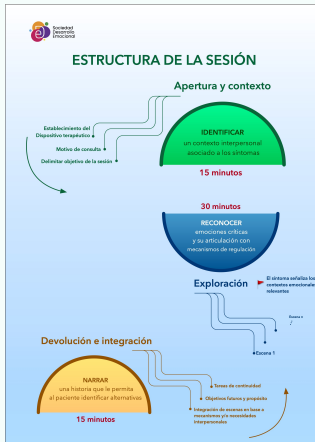 Sociedad
Desarrollo
Emocional
ESTRUCTURA DE LA SESIÓN
Apertura y contexto
Establecimiento del
Dispositivo terapéutico
Motivo de consulta
Delimitar objetivo de la sesión
IDENTIFICAR
un contexto interpersonal
asociado a los síntomas
15 minutos
30 minutos
RECONOCER
emociones críticas
y su articulación con
mecanismos de regulación
Exploración
El síntoma señaliza los
contextos emocionales
relevantes
Escena
Escena 1
Devolución e integración
NARRAR
una historia que le permita
al paciente identificar alternativas
15 minutos
Tareas de continuidad
Objetivos futuros y propósito
Integración de escenas en base a
mecanismos y/o necesidades
interpersonales